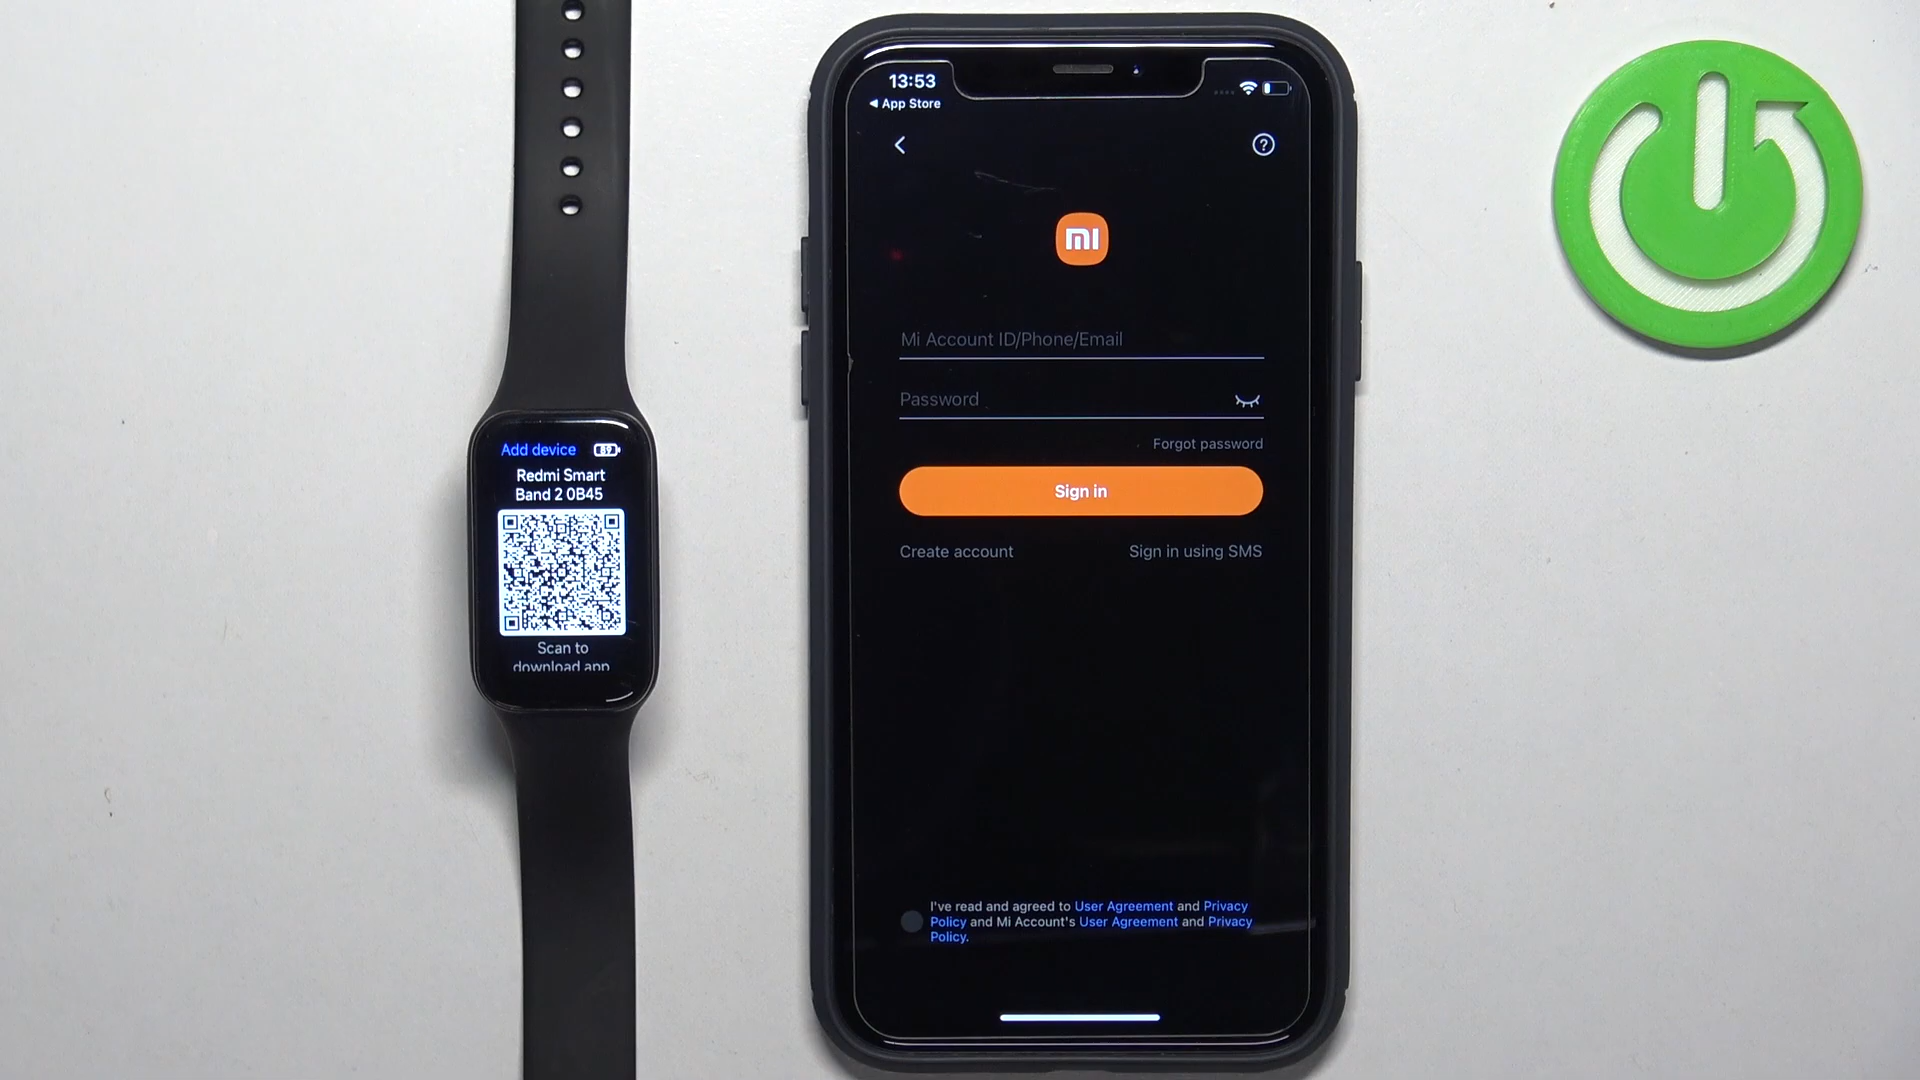 Add device 89
Redmi Smart
Band 2 0B45
Scan to
download app
13:53
App Store
?
mi
Mi Account ID/Phone/Email
Password
Forgot password
Sign in
Create account
Sign in using SMS
I've read and agreed to User Agreement and Privacy
Policy and Mi Account's User Agreement and Privacy
Policy.